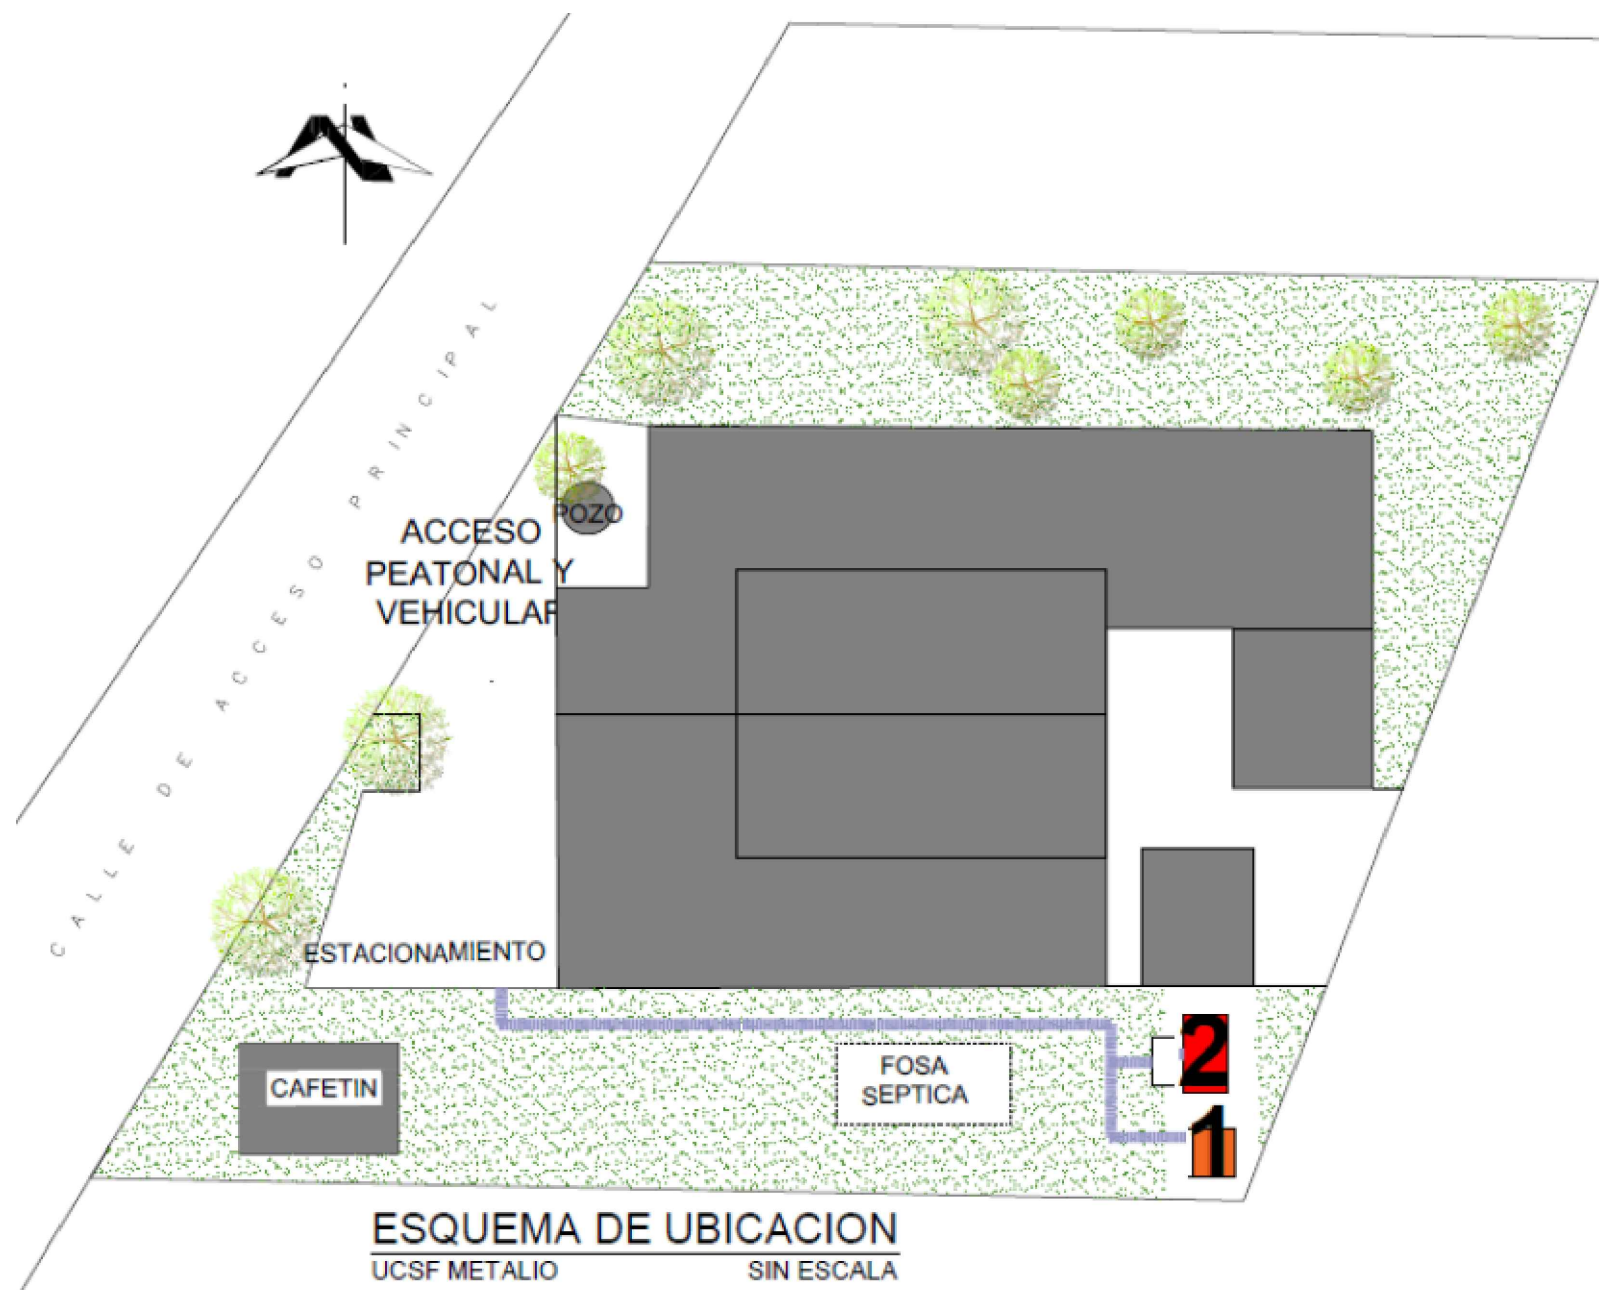 CALLE DE ACCESO PRINCIPAL
POZO
ACCESO
PEATONAL Y
VEHICULAR
ESTACIONAMIENTO
CAFETIN
FOSA
SEPTICA
2
1
ESQUEMA DE UBICACION
UCSF METALIO SIN ESCALA